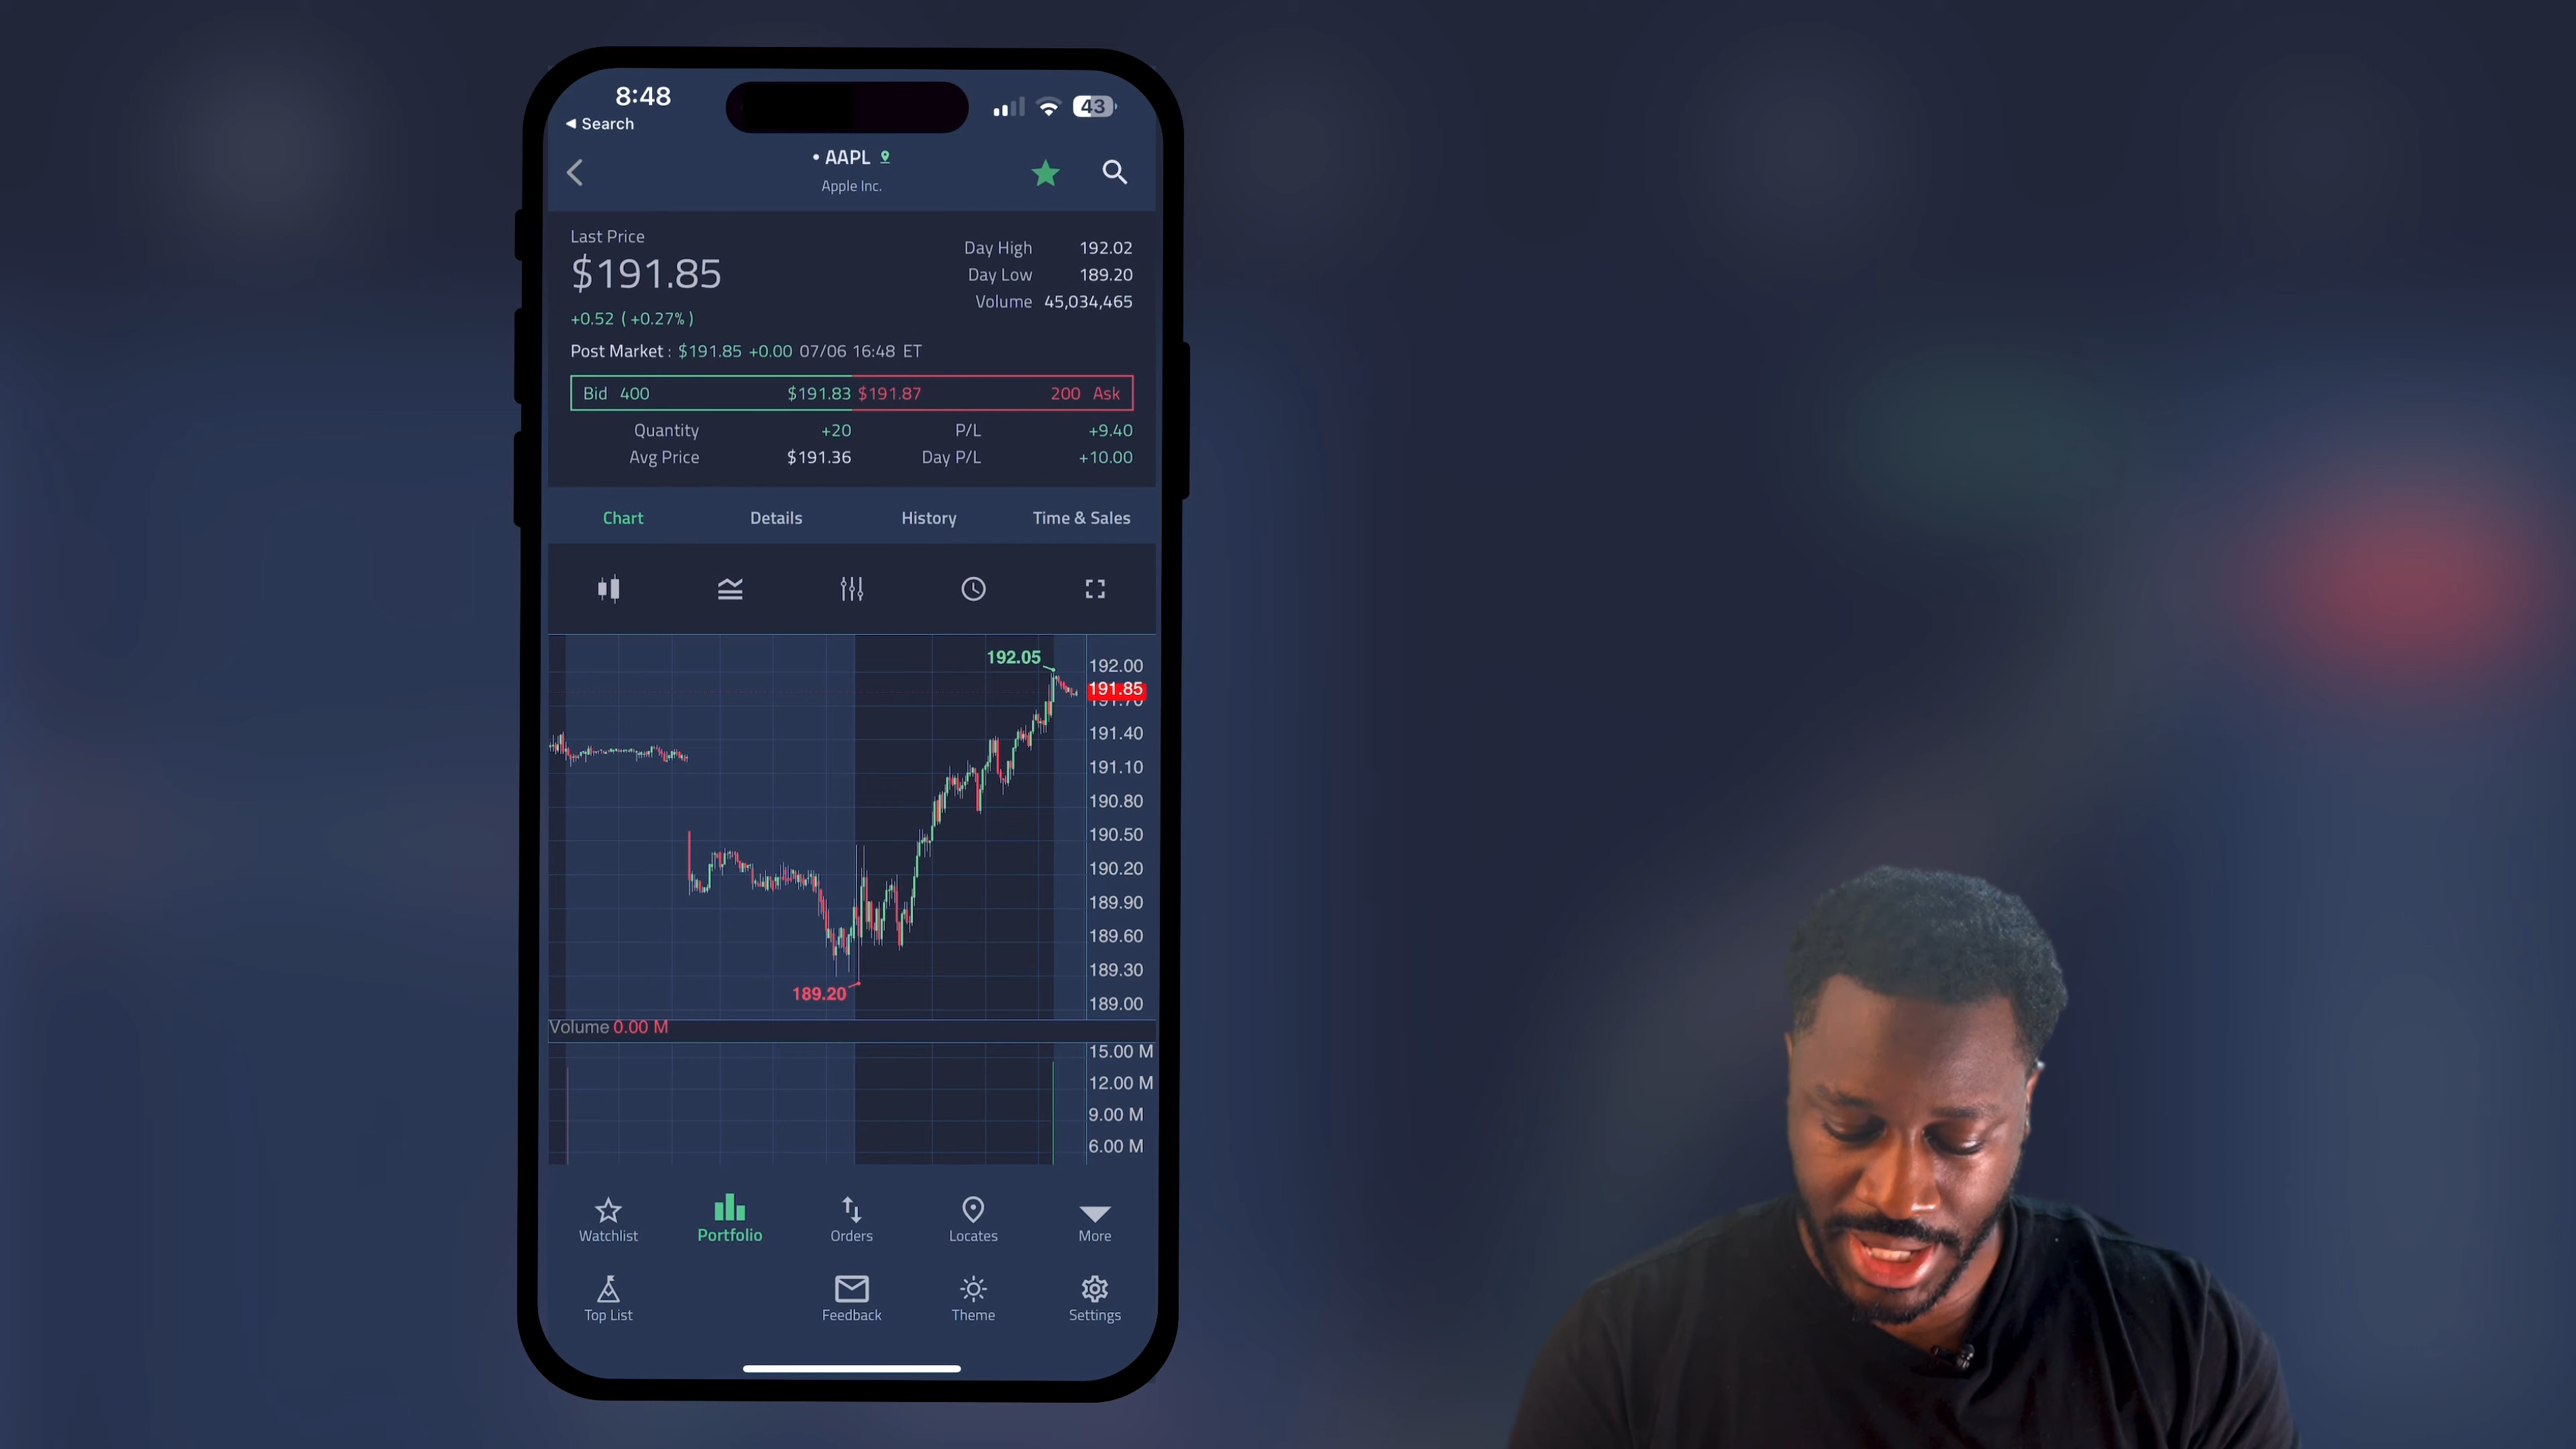 8:48
43
◀ Search
• AAPL
Apple Inc.
Last Price
$191.85
+0.52 ( +0.27% )
Day High 192.02
Day Low 189.20
Volume 45,034,465
Post Market : $191.85 +0.00 07/06 16:48 ET
Bid 400 $191.83 $191.87 200 Ask
Quantity +20 P/L +9.40
Avg Price $191.36 Day P/L +10.00
Chart Details History Time & Sales
192.05
192.00
191.85
191.70
191.40
191.10
190.80
190.50
190.20
189.90
189.60
189.30
189.20
189.00
Volume 0.00 M
15.00 M
12.00 M
9.00 M
6.00 M
Watchlist Portfolio Orders Locates More
Top List Feedback Theme Settings